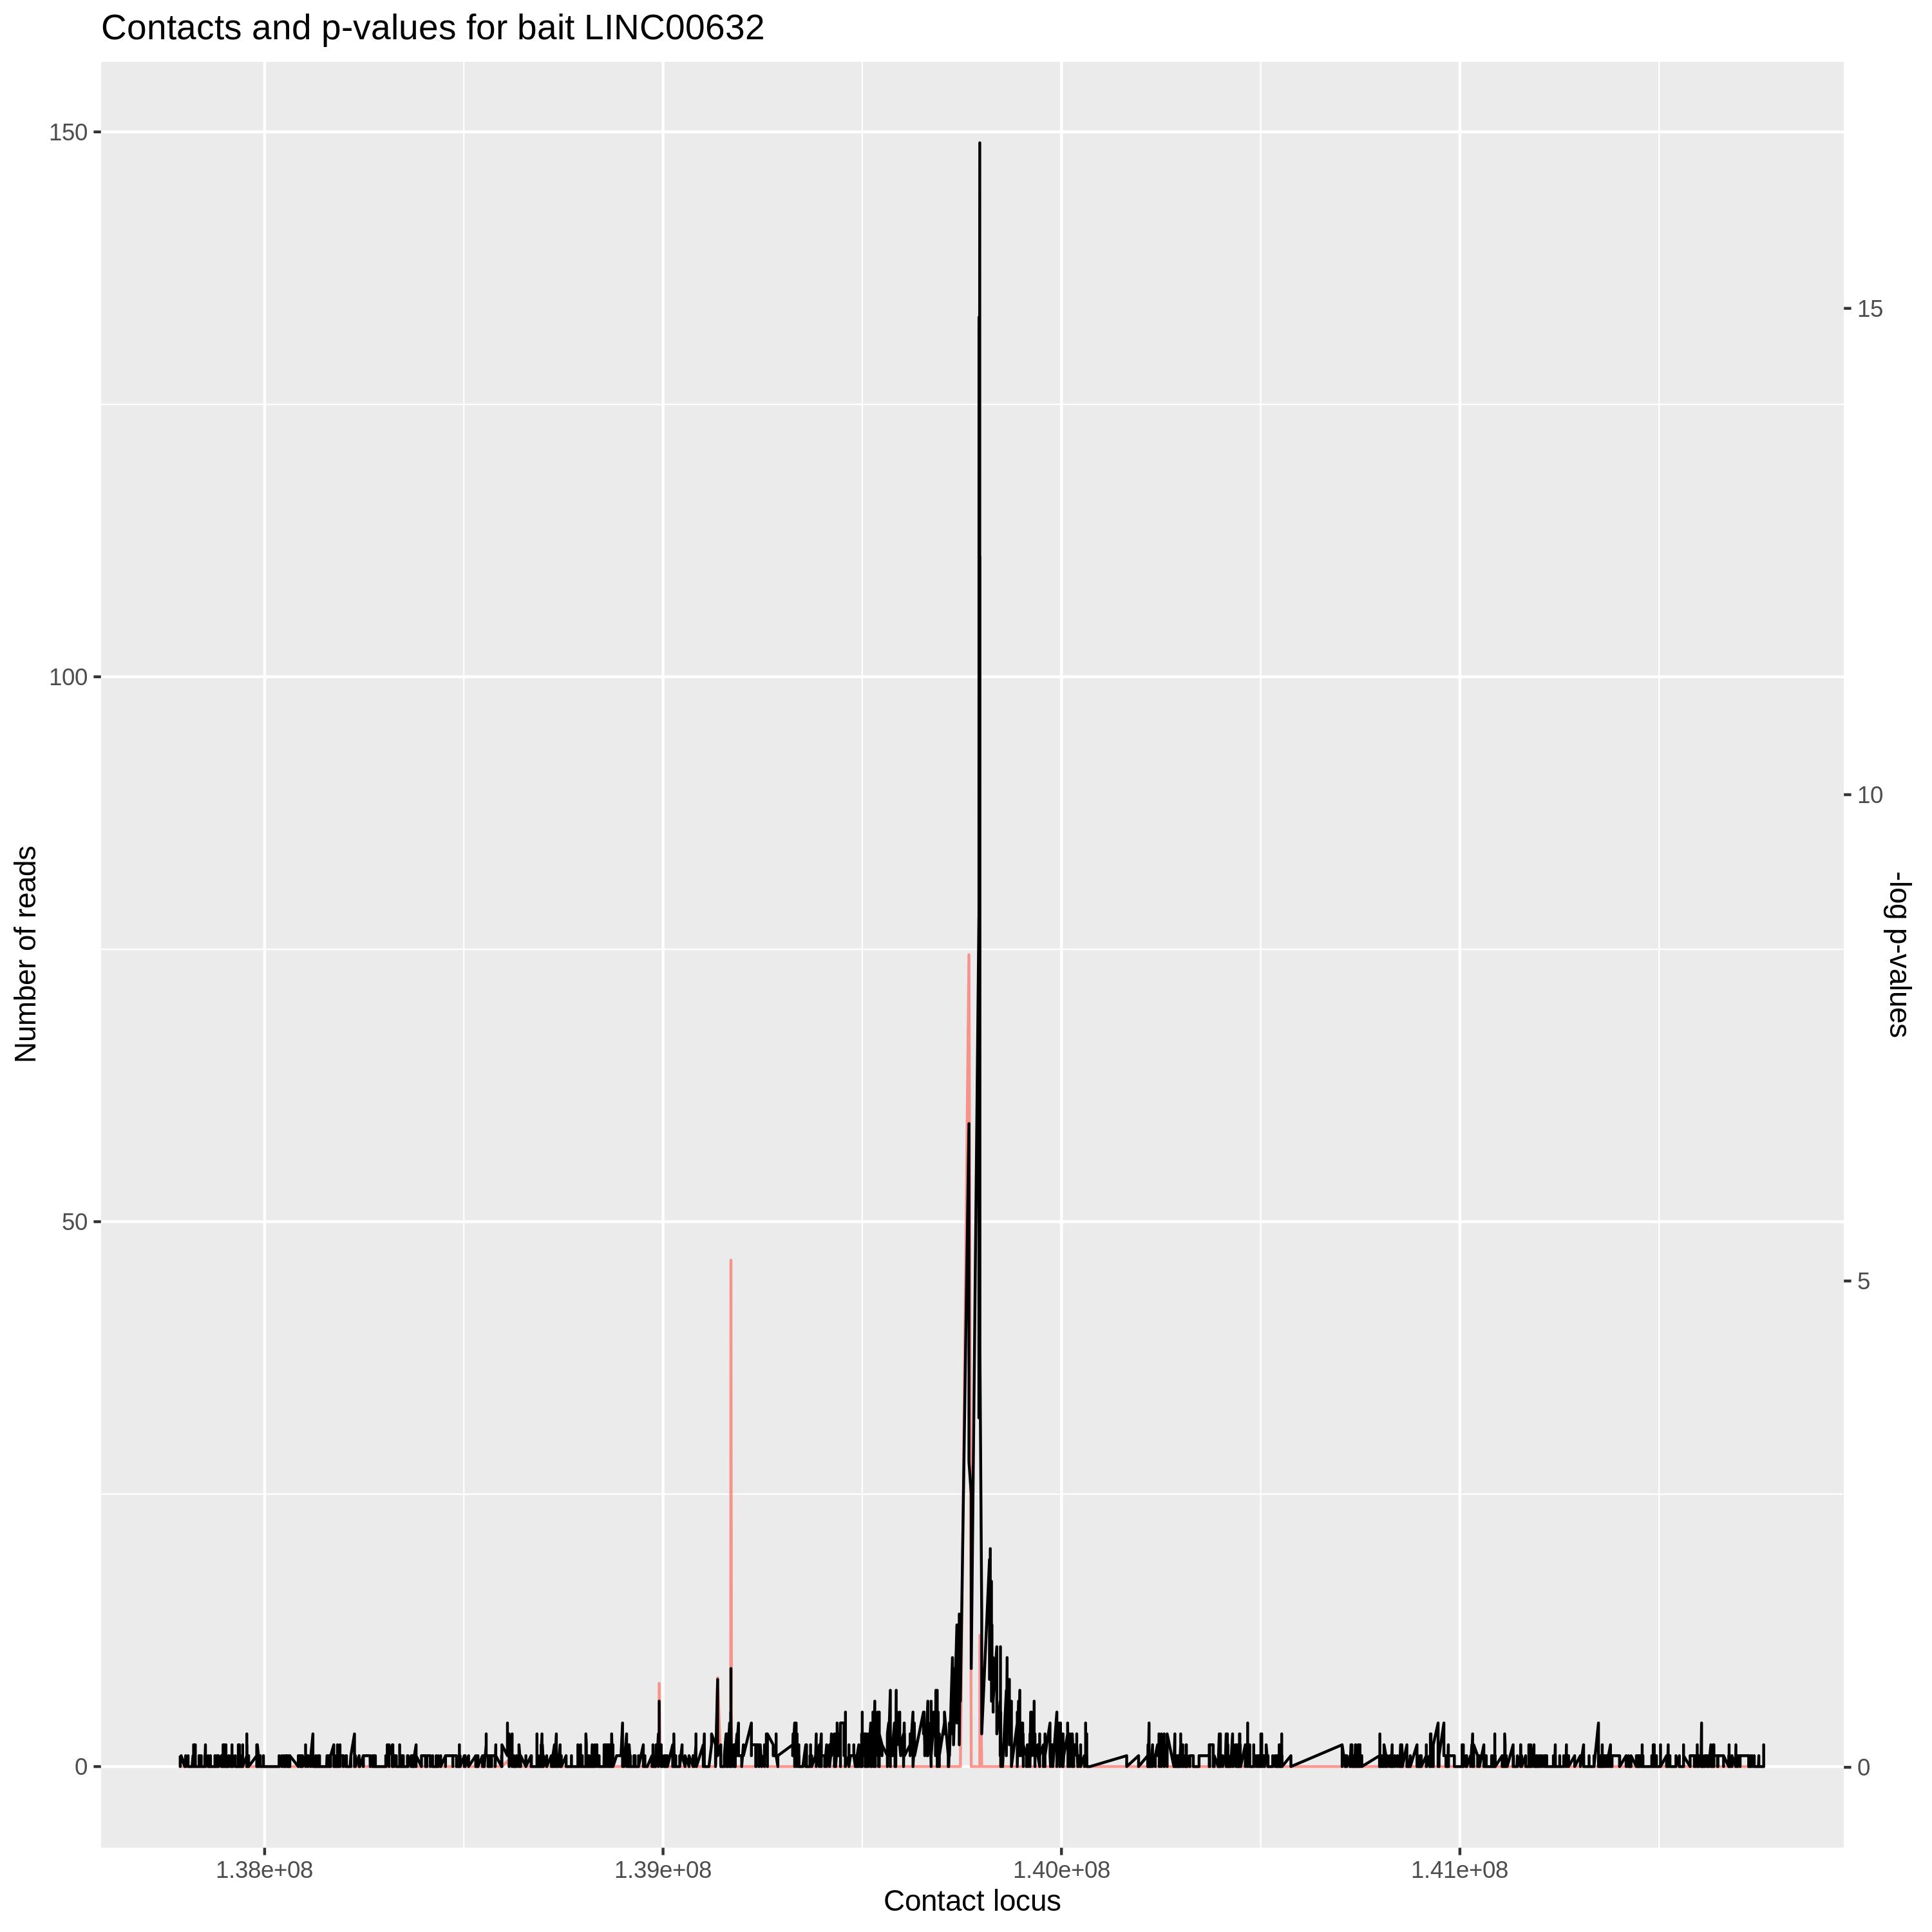 Contacts and p-values for bait LINC00632
150
100
50
0
Number of reads
15
10
5
0
-log p-values
1.38e+08
1.39e+08
1.40e+08
1.41e+08
Contact locus